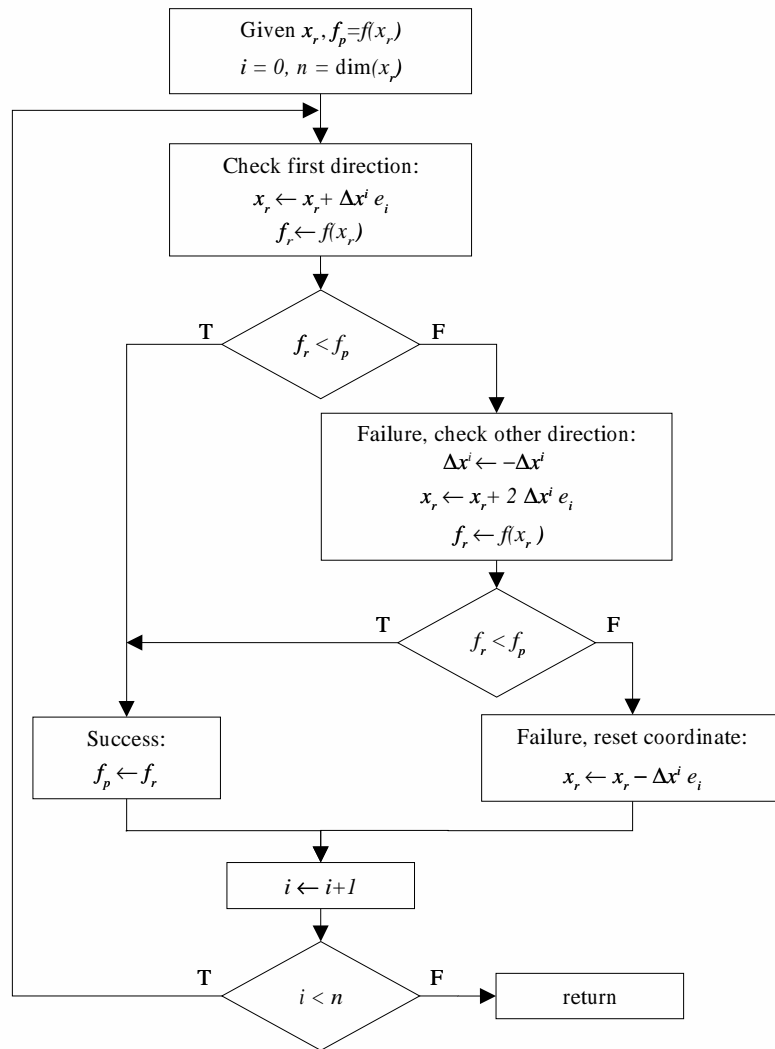 Given x_r, f_p=f(x_r)
i = 0, n = dim(x_r)
Check first direction:
x_r ← x_r + Δx^i e_i
f_r ← f(x_r)
T
F
f_r < f_p
Failure, check other direction:
Δx^i ← −Δx^i
x_r ← x_r + 2 Δx^i e_i
f_r ← f(x_r)
T
F
f_r < f_p
Success:
f_p ← f_r
Failure, reset coordinate:
x_r ← x_r − Δx^i e_i
i ← i+1
T
F
i < n
return